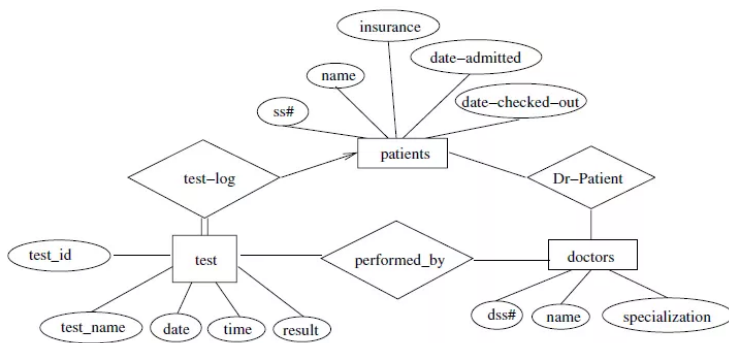 insurance
date-admitted
name
date-checked-out
ss#
patients
test-log
Dr-Patient
test_id
test
performed_by
doctors
dss#
name
specialization
test_name
date
time
result